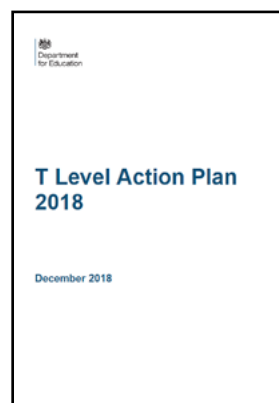 Department
for Education
T Level Action Plan
2018
December 2018